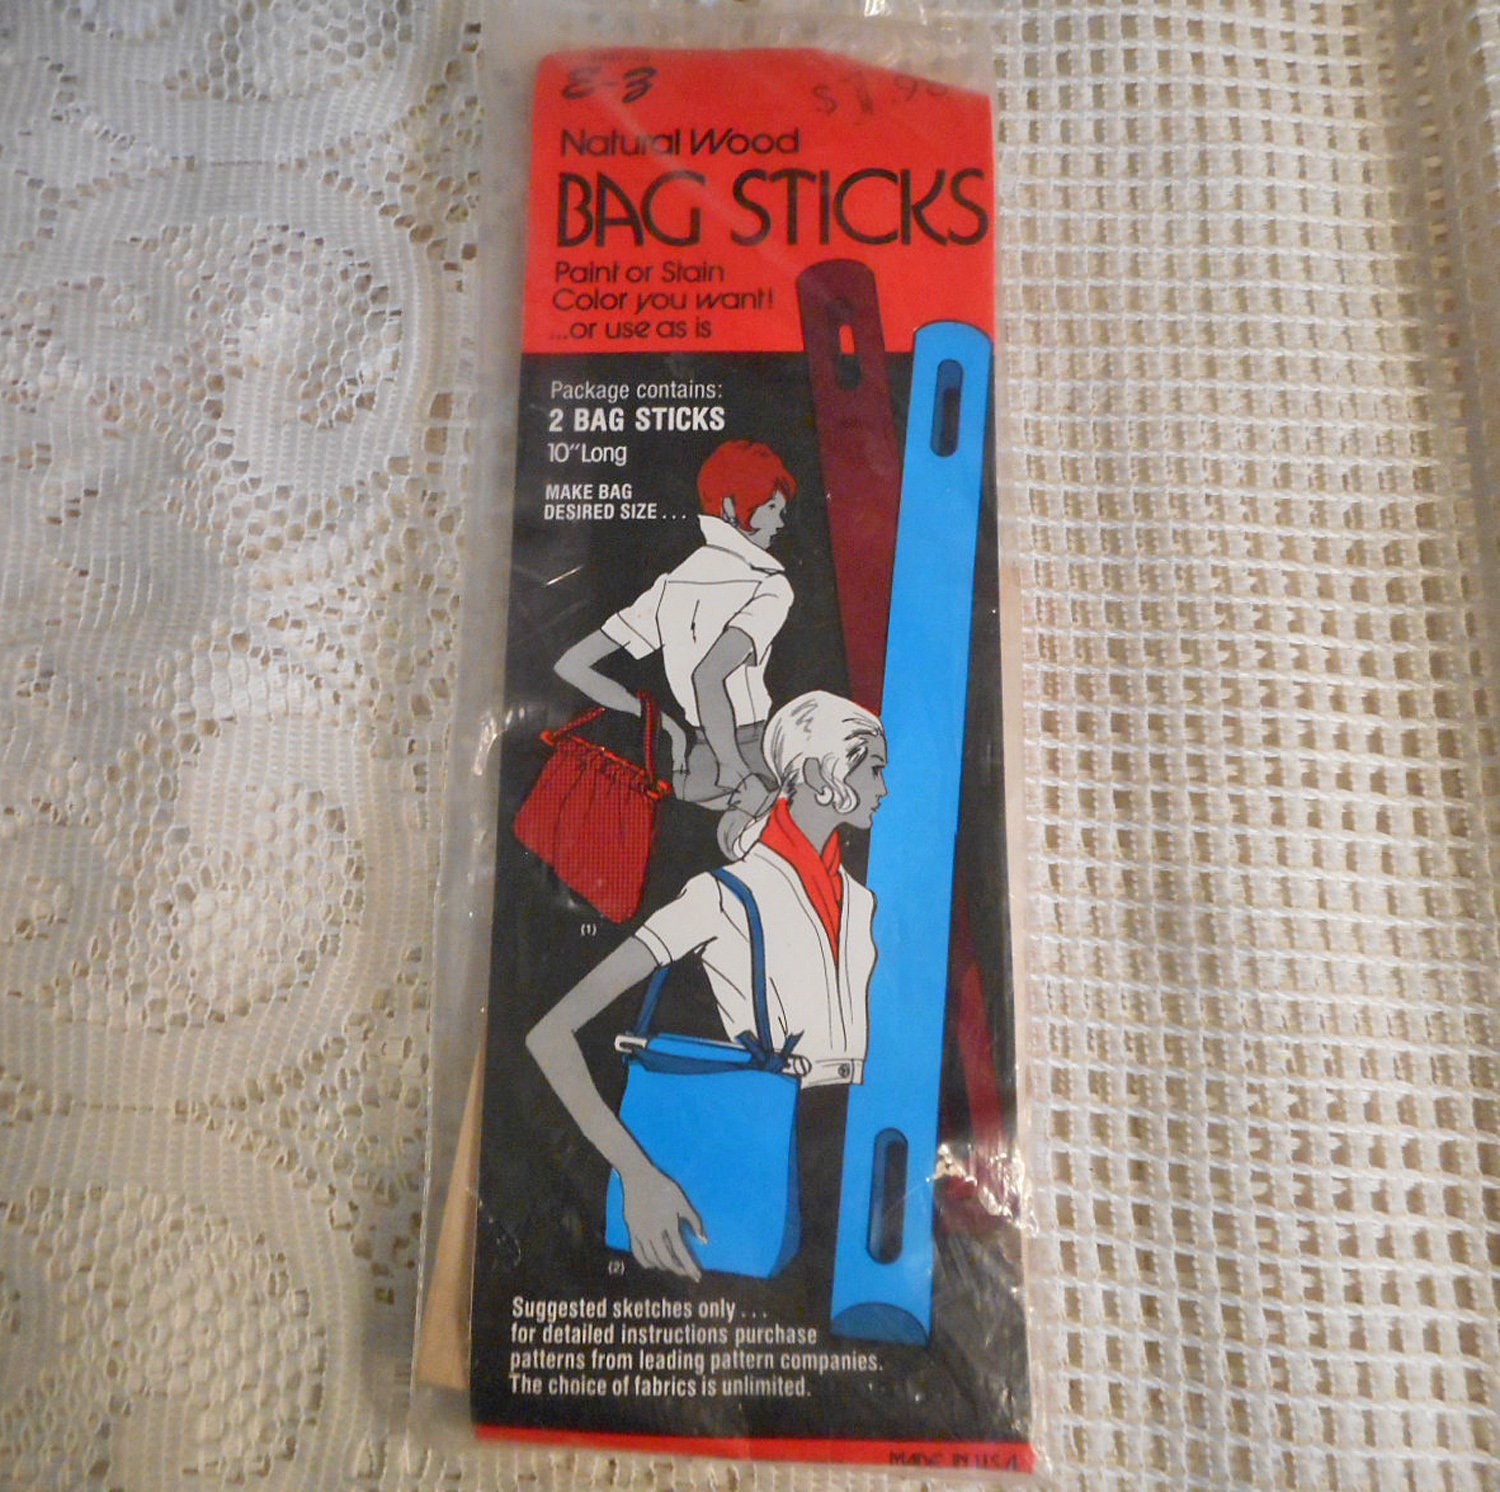 E-Z
Natural Wood
BAG STICKS
Paint or Stain
Color you want!
...or use as is
Package contains:
2 BAG STICKS
10" Long
MAKE BAG
DESIRED SIZE...
(1)
(2)
Suggested sketches only...
for detailed instructions purchase
patterns from leading pattern companies.
The choice of fabrics is unlimited.
MADE IN U.S.A.